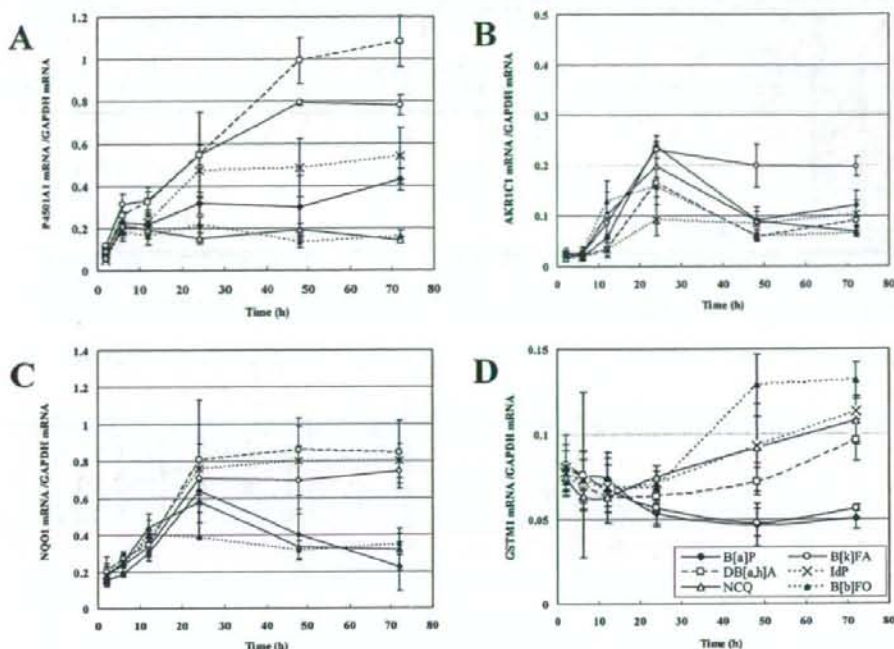 A
P4501A1 mRNA /GAPDH mRNA
1.2
1
0.8
0.6
0.4
0.2
0
0 10 20 30 40 50 60 70 80
Time (h)
B
AKR1C1 mRNA /GAPDH mRNA
0.5
0.4
0.3
0.2
0.1
0
0 10 20 30 40 50 60 70 80
Time (h)
C
NQO1 mRNA /GAPDH mRNA
1.4
1.2
1
0.8
0.6
0.4
0.2
0
0 10 20 30 40 50 60 70 80
Time (h)
D
GSTM1 mRNA /GAPDH mRNA
0.15
0.10
0.05
0.00
0 10 20 30 40 50 60 70 80
Time (h)
B[a]P
B[k]FA
DB[a,h]A
IdP
NCQ
B[b]FO